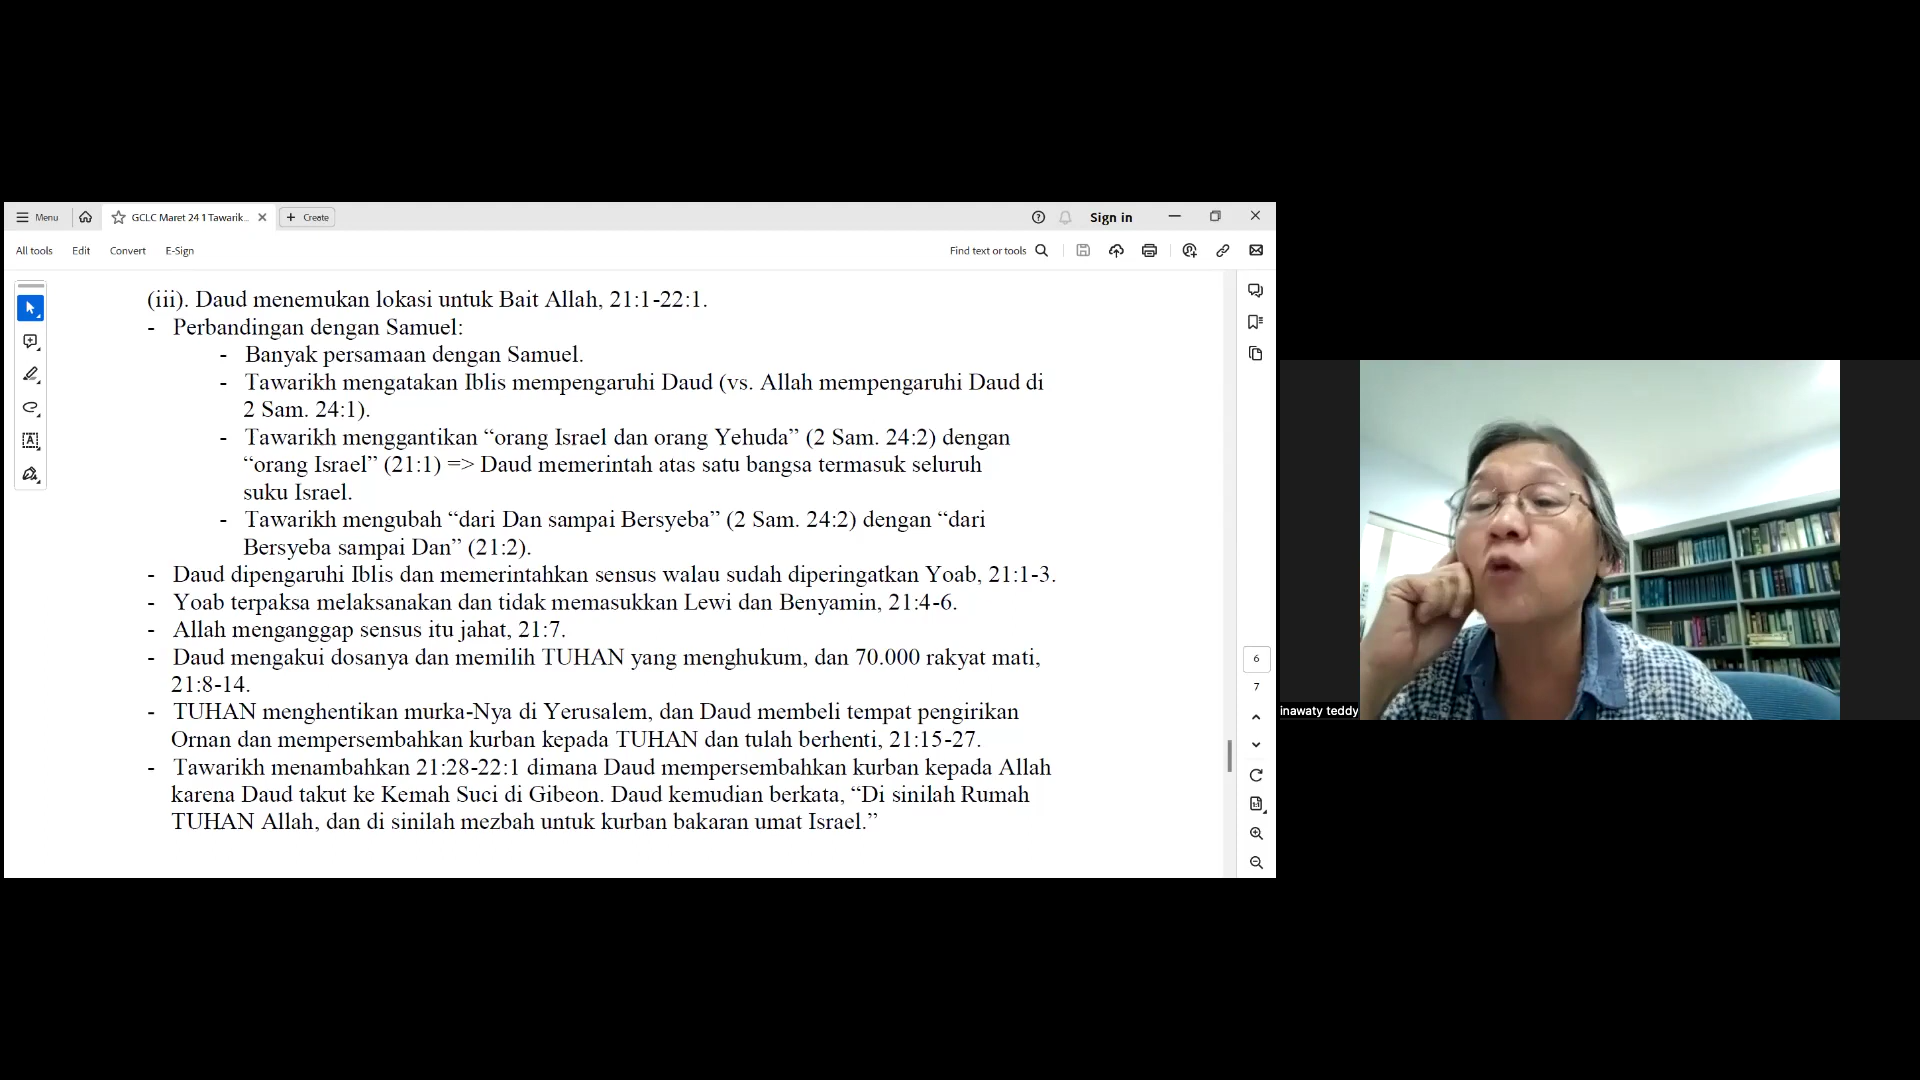 Menu
GCLC Maret 24 1 Tawarik...
Create
Sign in
All tools
Edit
Convert
E-Sign
Find text or tools
(iii). Daud menemukan lokasi untuk Bait Allah, 21:1-22:1.
- Perbandingan dengan Samuel:
- Banyak persamaan dengan Samuel.
- Tawarikh mengatakan Iblis mempengaruhi Daud (vs. Allah mempengaruhi Daud di
2 Sam. 24:1).
- Tawarikh menggantikan “orang Israel dan orang Yehuda” (2 Sam. 24:2) dengan
“orang Israel” (21:1) => Daud memerintah atas satu bangsa termasuk seluruh
suku Israel.
- Tawarikh mengubah “dari Dan sampai Bersyeba” (2 Sam. 24:2) dengan “dari
Bersyeba sampai Dan” (21:2).
- Daud dipengaruhi Iblis dan memerintahkan sensus walau sudah diperingatkan Yoab, 21:1-3.
- Yoab terpaksa melaksanakan dan tidak memasukkan Lewi dan Benyamin, 21:4-6.
- Allah menganggap sensus itu jahat, 21:7.
- Daud mengakui dosanya dan memilih TUHAN yang menghukum, dan 70.000 rakyat mati,
21:8-14.
- TUHAN menghentikan murka-Nya di Yerusalem, dan Daud membeli tempat pengirikan
Ornan dan mempersembahkan kurban kepada TUHAN dan tulah berhenti, 21:15-27.
- Tawarikh menambahkan 21:28-22:1 dimana Daud mempersembahkan kurban kepada Allah
karena Daud takut ke Kemah Suci di Gibeon. Daud kemudian berkata, “Di sinilah Rumah
TUHAN Allah, dan di sinilah mezbah untuk kurban bakaran umat Israel.”
6
7
inawaty teddy